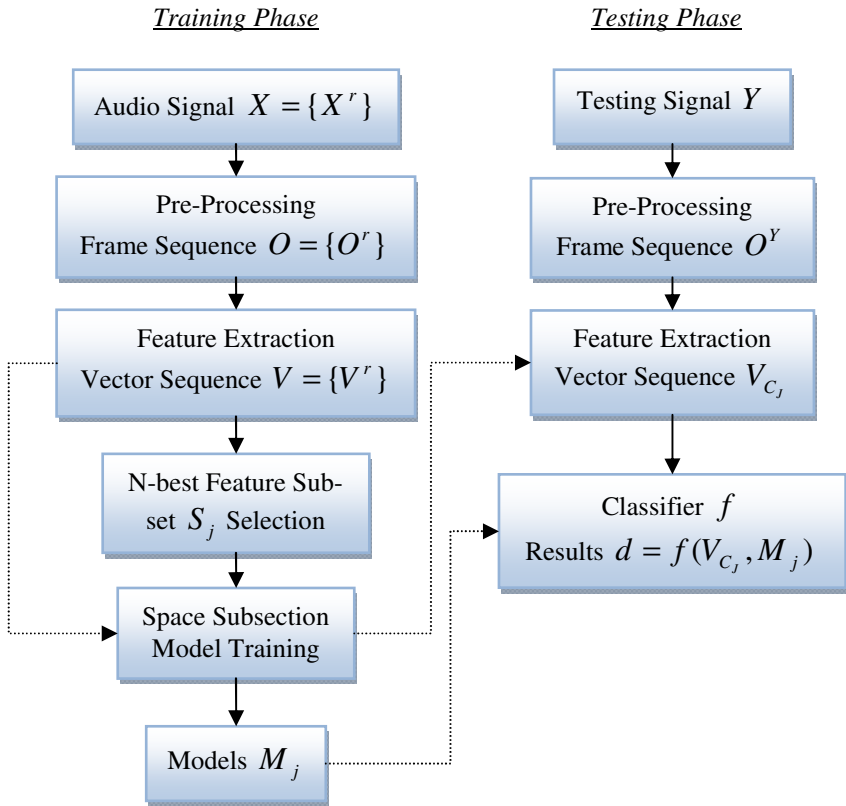 Training Phase
Audio Signal X = {X^r}
Pre-Processing
Frame Sequence O = {O^r}
Feature Extraction
Vector Sequence V = {V^r}
N-best Feature Sub-
set S_j Selection
Space Subsection
Model Training
Models M_j
Testing Phase
Testing Signal Y
Pre-Processing
Frame Sequence O^Y
Feature Extraction
Vector Sequence V_{C_J}
Classifier f
Results d = f(V_{C_J}, M_j)